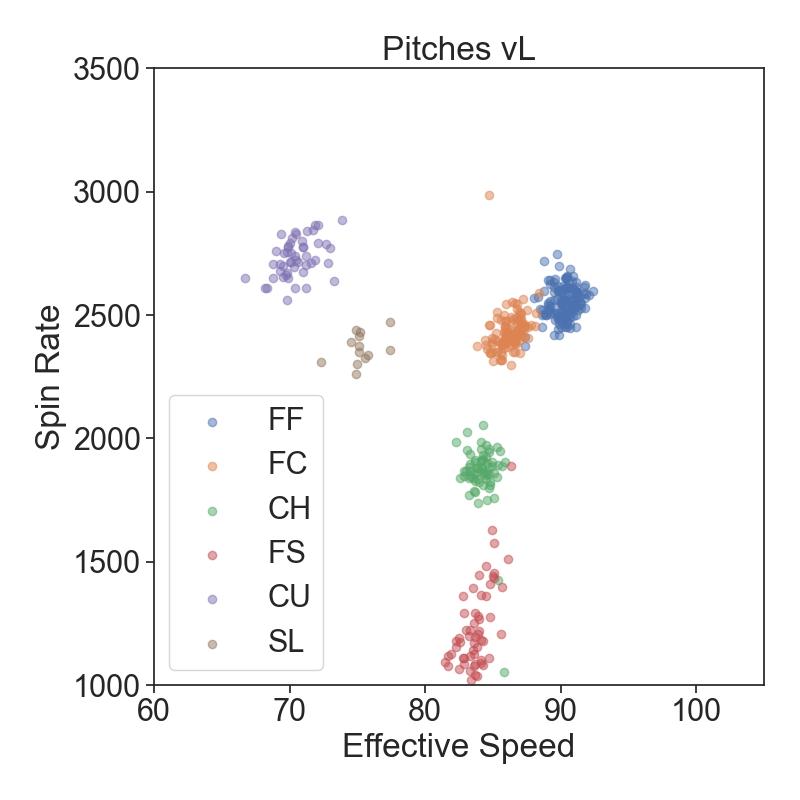 Pitches vL
3500
3000
2500
2000
1500
1000
Spin Rate
FF
FC
CH
FS
CU
SL
60 70 80 90 100
Effective Speed